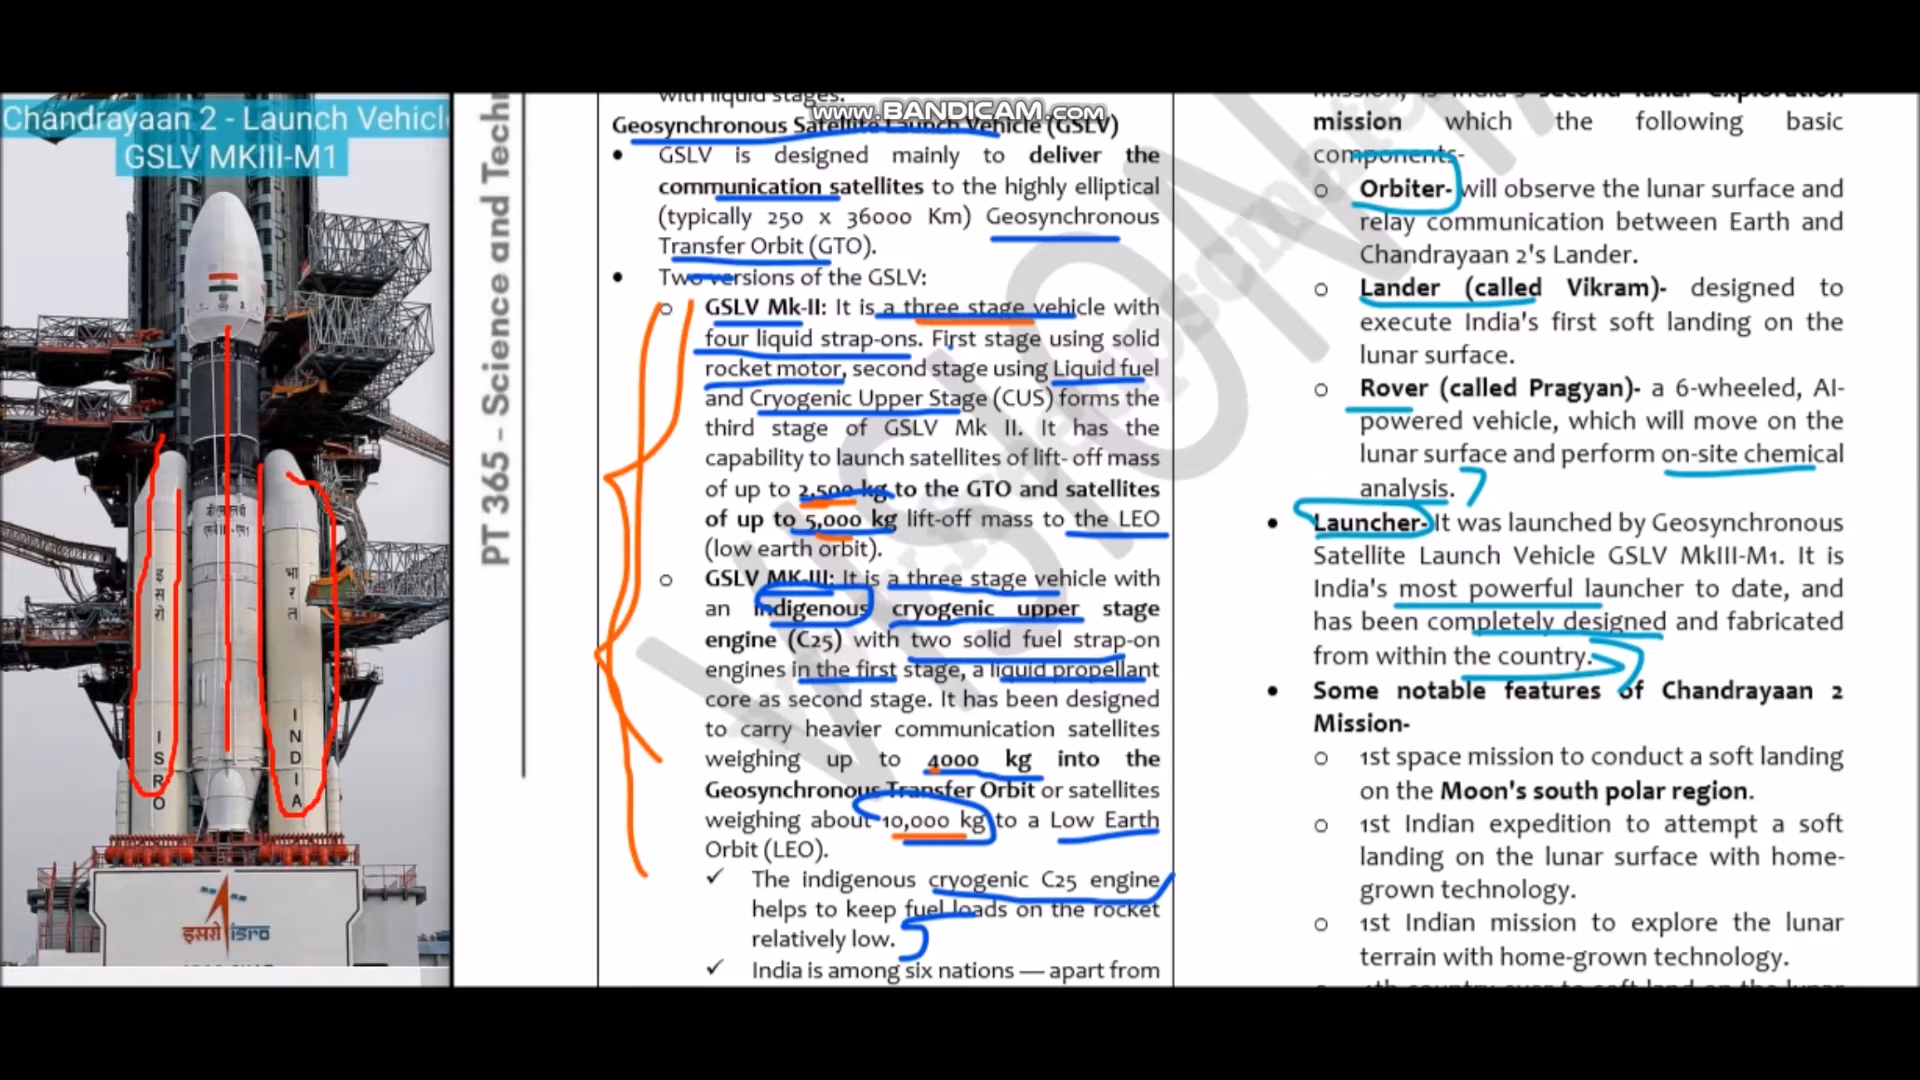 www.BANDICAM.com
Chandrayaan 2 - Launch Vehicle
GSLV MKIII-M1
जी एस एल वी
इसरो
भारत
ISRO
INDIA
इसरो isro
PT 365 - Science and Tech
with liquid stages.
Geosynchronous Satellite Launch Vehicle (GSLV)
• GSLV is designed mainly to deliver the
communication satellites to the highly elliptical
(typically 250 x 36000 Km) Geosynchronous
Transfer Orbit (GTO).
• Two versions of the GSLV:
o GSLV Mk-II: It is a three stage vehicle with
four liquid strap-ons. First stage using solid
rocket motor, second stage using Liquid fuel
and Cryogenic Upper Stage (CUS) forms the
third stage of GSLV Mk II. It has the
capability to launch satellites of lift- off mass
of up to 2,500 kg to the GTO and satellites
of up to 5,000 kg lift-off mass to the LEO
(low earth orbit).
o GSLV MK-III: It is a three stage vehicle with
an indigenous cryogenic upper stage
engine (C25) with two solid fuel strap-on
engines in the first stage, a liquid propellant
core as second stage. It has been designed
to carry heavier communication satellites
weighing up to 4000 kg into the
Geosynchronous Transfer Orbit or satellites
weighing about 10,000 kg to a Low Earth
Orbit (LEO).
✓ The indigenous cryogenic C25 engine
helps to keep fuel loads on the rocket
relatively low.
✓ India is among six nations — apart from
mission, is India's second lunar exploration
mission which the following basic
components-
o Orbiter- will observe the lunar surface and
relay communication between Earth and
Chandrayaan 2's Lander.
o Lander (called Vikram)- designed to
execute India's first soft landing on the
lunar surface.
o Rover (called Pragyan)- a 6-wheeled, AI-
powered vehicle, which will move on the
lunar surface and perform on-site chemical
analysis.
• Launcher- It was launched by Geosynchronous
Satellite Launch Vehicle GSLV MkIII-M1. It is
India's most powerful launcher to date, and
has been completely designed and fabricated
from within the country.
• Some notable features of Chandrayaan 2
Mission-
o 1st space mission to conduct a soft landing
on the Moon's south polar region.
o 1st Indian expedition to attempt a soft
landing on the lunar surface with home-
grown technology.
o 1st Indian mission to explore the lunar
terrain with home-grown technology.